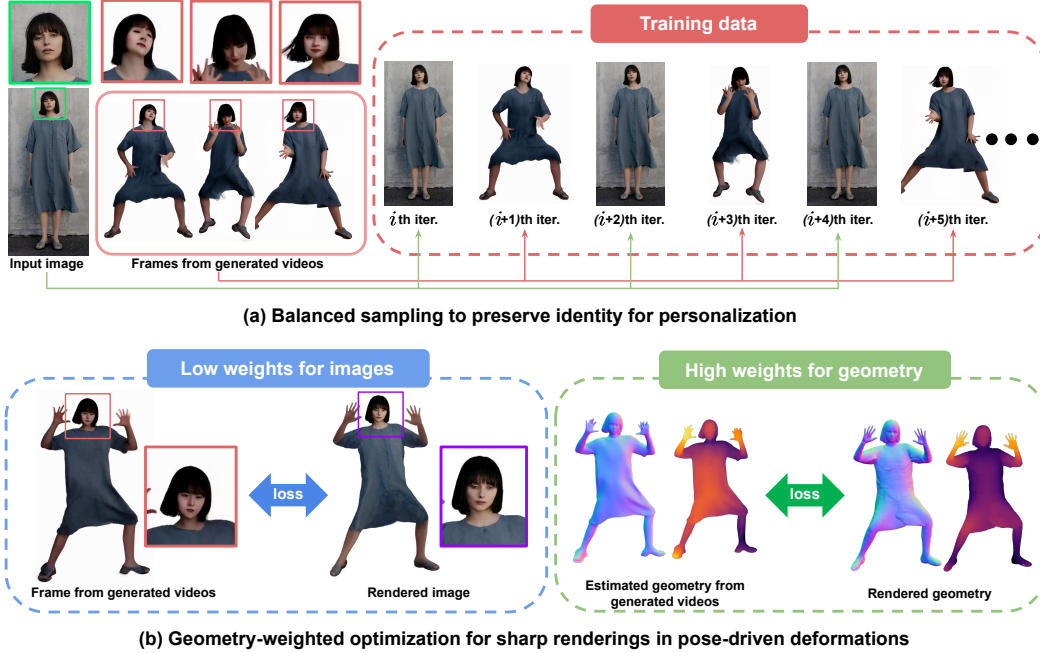 Training data
i th iter.
(i+1)th iter.
(i+2)th iter.
(i+3)th iter.
(i+4)th iter.
(i+5)th iter.
Input image
Frames from generated videos
(a) Balanced sampling to preserve identity for personalization
Low weights for images
High weights for geometry
loss
loss
Frame from generated videos
Rendered image
Estimated geometry from
generated videos
Rendered geometry
(b) Geometry-weighted optimization for sharp renderings in pose-driven deformations